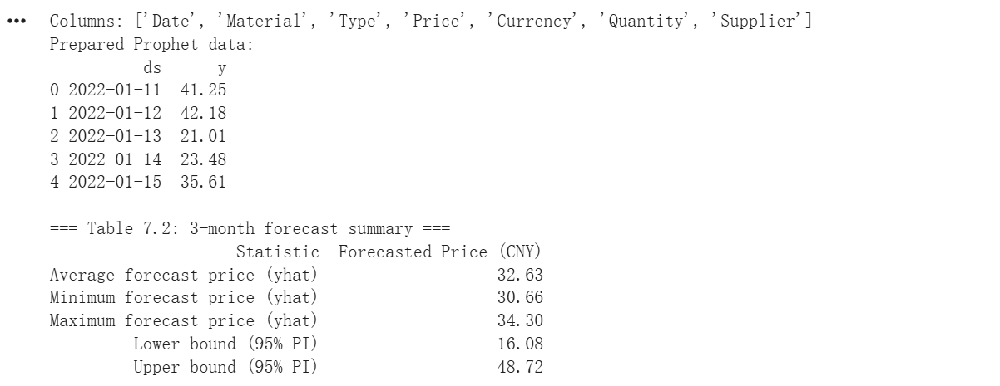 ••• Columns: ['Date', 'Material', 'Type', 'Price', 'Currency', 'Quantity', 'Supplier']
Prepared Prophet data:
ds y
0 2022-01-11 41.25
1 2022-01-12 42.18
2 2022-01-13 21.01
3 2022-01-14 23.48
4 2022-01-15 35.61
=== Table 7.2: 3-month forecast summary ===
Statistic Forecasted Price (CNY)
Average forecast price (yhat) 32.63
Minimum forecast price (yhat) 30.66
Maximum forecast price (yhat) 34.30
Lower bound (95% PI) 16.08
Upper bound (95% PI) 48.72